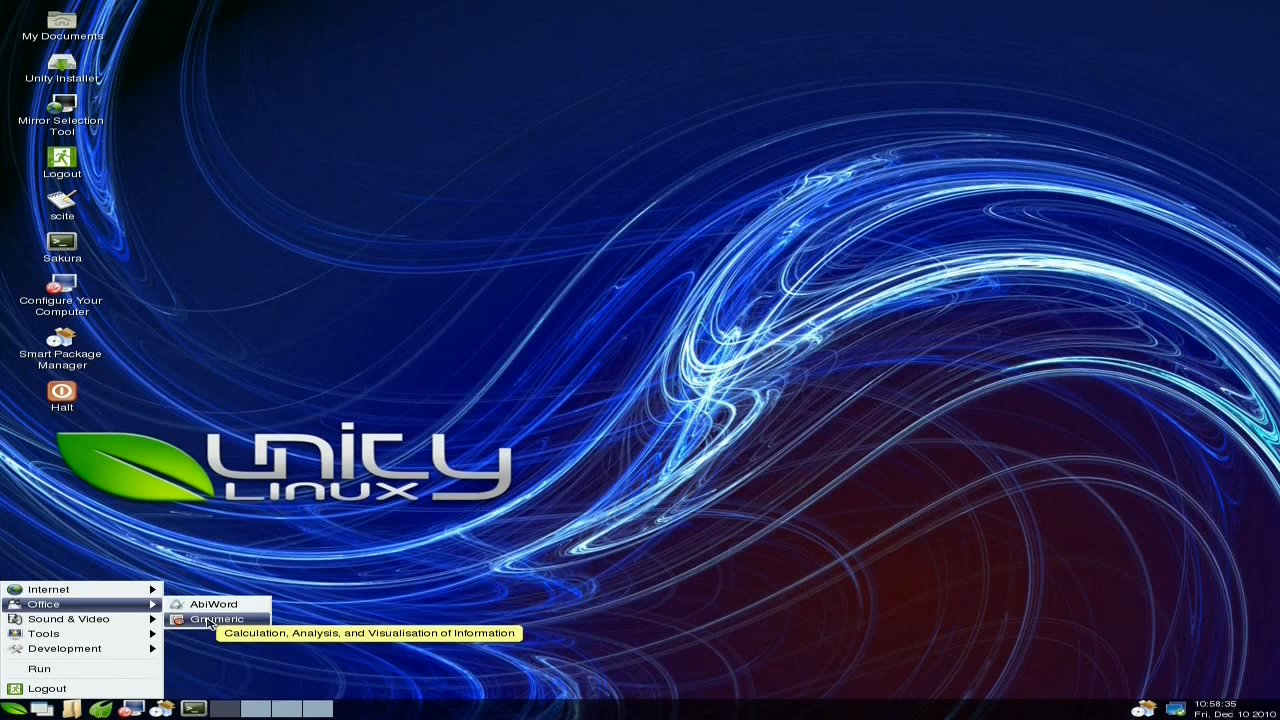 My Documents
Unity Installer
Mirror Selection
Tool
Logout
scite
Sakura
Configure Your
Computer
Smart Package
Manager
Halt
unity
Linux
Internet
Office
Sound & Video
Tools
Development
Run
Logout
AbiWord
Gnumeric
Calculation, Analysis, and Visualisation of Information
10:58:35
Fri, Dec 10 2010